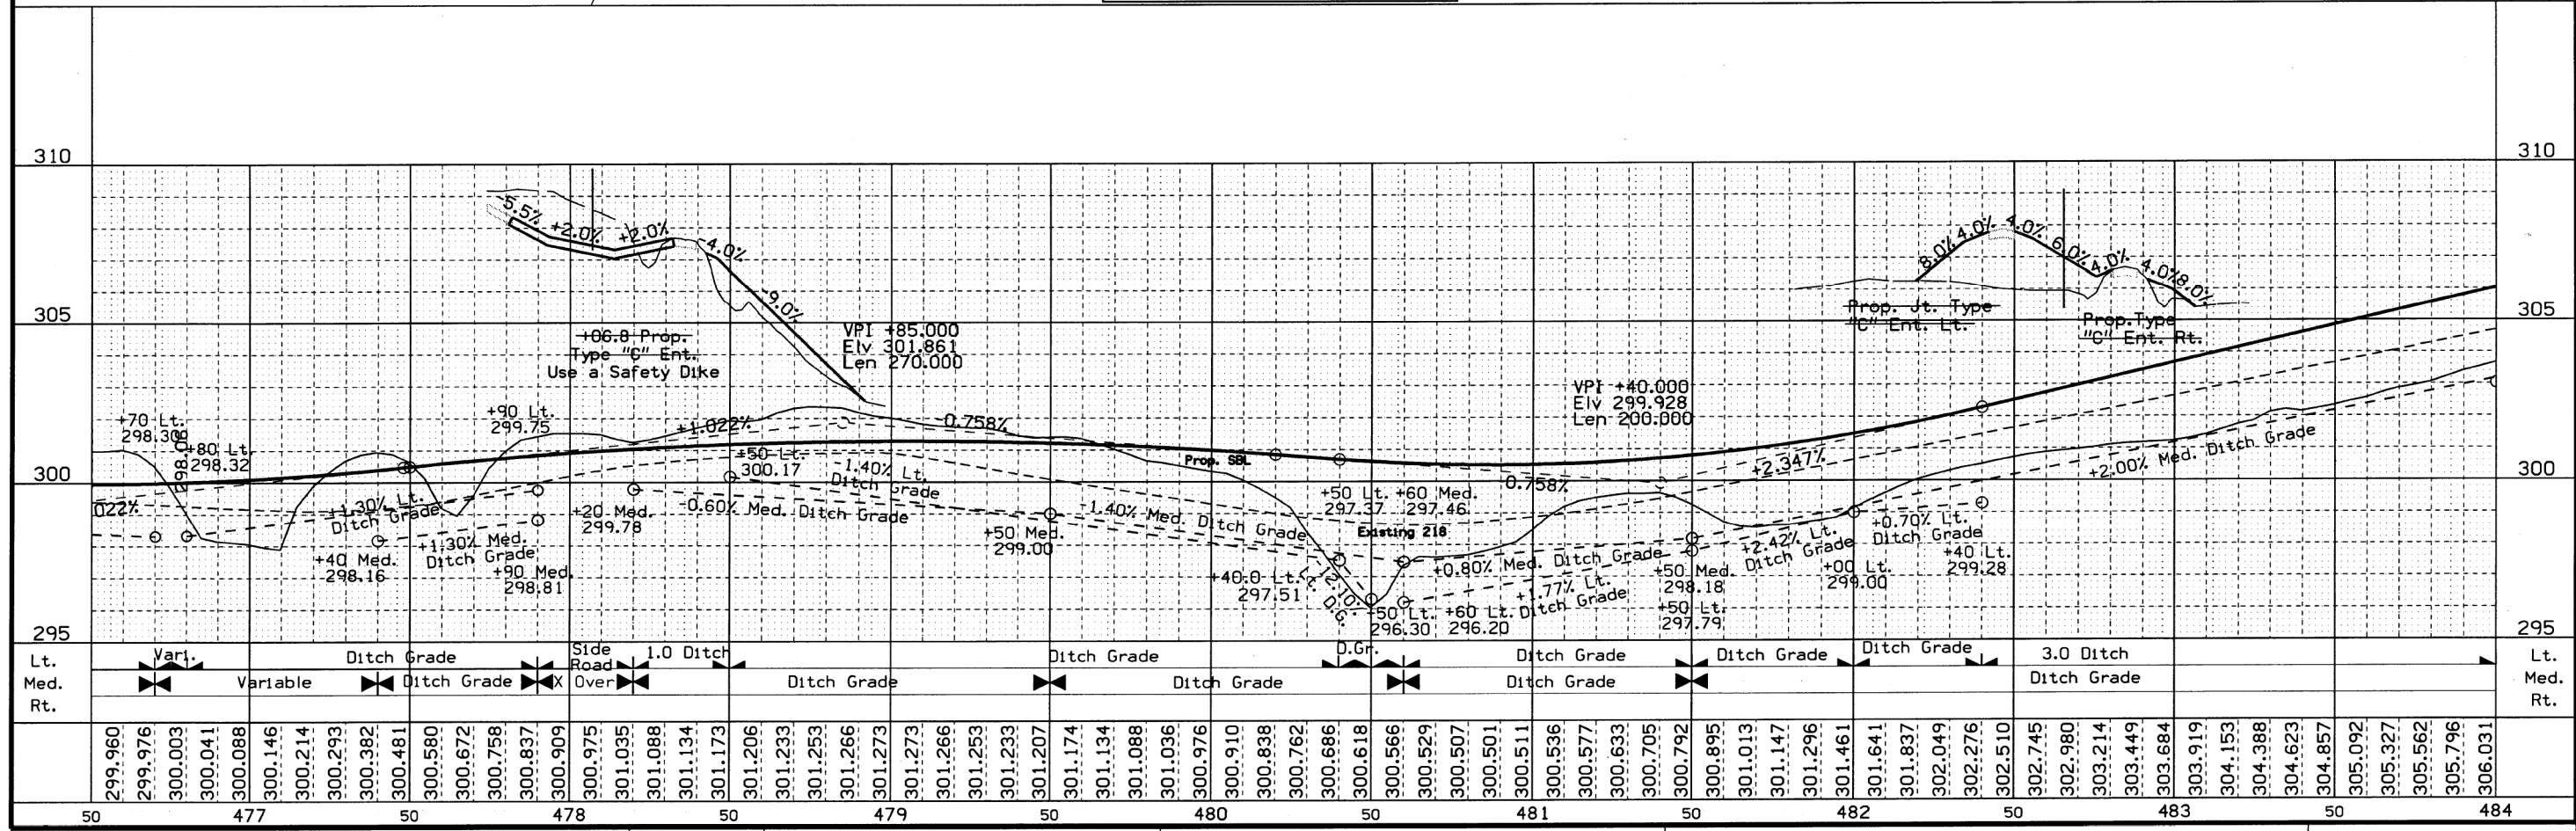 310
310
-5.5%
+2.0%
+2.0%
-4.0%
-9.0%
8.0%
4.0%
4.0%
6.0%
4.0%
4.0%
8.0%
305
305
+06.8 Prop.
Type "C" Ent.
Use a Safety Dike
VPI +85.000
Elv 301.861
Len 270.000
Prop. Jt. Type
"C" Ent. Lt.
Prop. Type
"C" Ent. Rt.
VPI +40.000
Elv 299.928
Len 200.000
+70 Lt.
298.30
298.06
+80 Lt.
298.32
+90 Lt.
299.75
+1.022%
-0.758%
+50 Lt.
300.17
1.40% Lt.
Ditch Grade
Prop. SBL
0.758%
+2.347%
+2.00% Med. Ditch Grade
300
300
022%
+1.30% Lt.
Ditch Grade
+20 Med.
299.78
-0.60% Med. Ditch Grade
-1.40% Med. Ditch Grade
+50 Lt.
297.37
+60 Med.
297.46
Existing 218
+40 Med.
298.16
+1.30% Med.
Ditch Grade
+90 Med.
298.81
+50 Med.
299.00
+40.0 Lt.
297.51
-12.10%
Lt. D.G.
+50 Lt.
296.30
+60 Lt.
296.20
+0.80% Med. Ditch Grade
+1.77% Lt.
Ditch Grade
+50 Med.
298.18
+50 Lt.
297.79
+2.42% Lt.
Ditch Grade
+00 Lt.
299.00
+0.70% Lt.
Ditch Grade
+40 Lt.
299.28
295
295
Lt. Vari. Ditch Grade Side Road 1.0 Ditch Ditch Grade D.Gr. Ditch Grade Ditch Grade Ditch Grade 3.0 Ditch Lt.
Med. Variable Ditch Grade X Over Ditch Grade Ditch Grade Ditch Grade Ditch Grade Med.
Rt. Rt.
299.960 299.976 300.003 300.041 300.088 300.146 300.214 300.293 300.382 300.481 300.580 300.672 300.758 300.837 300.909 300.975 301.035 301.088 301.134 301.173 301.206 301.233 301.253 301.266 301.273 301.273 301.266 301.253 301.233 301.207 301.174 301.134 301.088 301.036 300.976 300.910 300.838 300.762 300.686 300.618 300.566 300.529 300.507 300.501 300.511 300.536 300.577 300.633 300.705 300.792 300.895 301.013 301.147 301.296 301.461 301.641 301.837 302.049 302.276 302.510 302.745 302.980 303.214 303.449 303.684 303.919 304.153 304.388 304.623 304.857 305.092 305.327 305.562 305.796 306.031
50 477 50 478 50 479 50 480 50 481 50 482 50 483 50 484